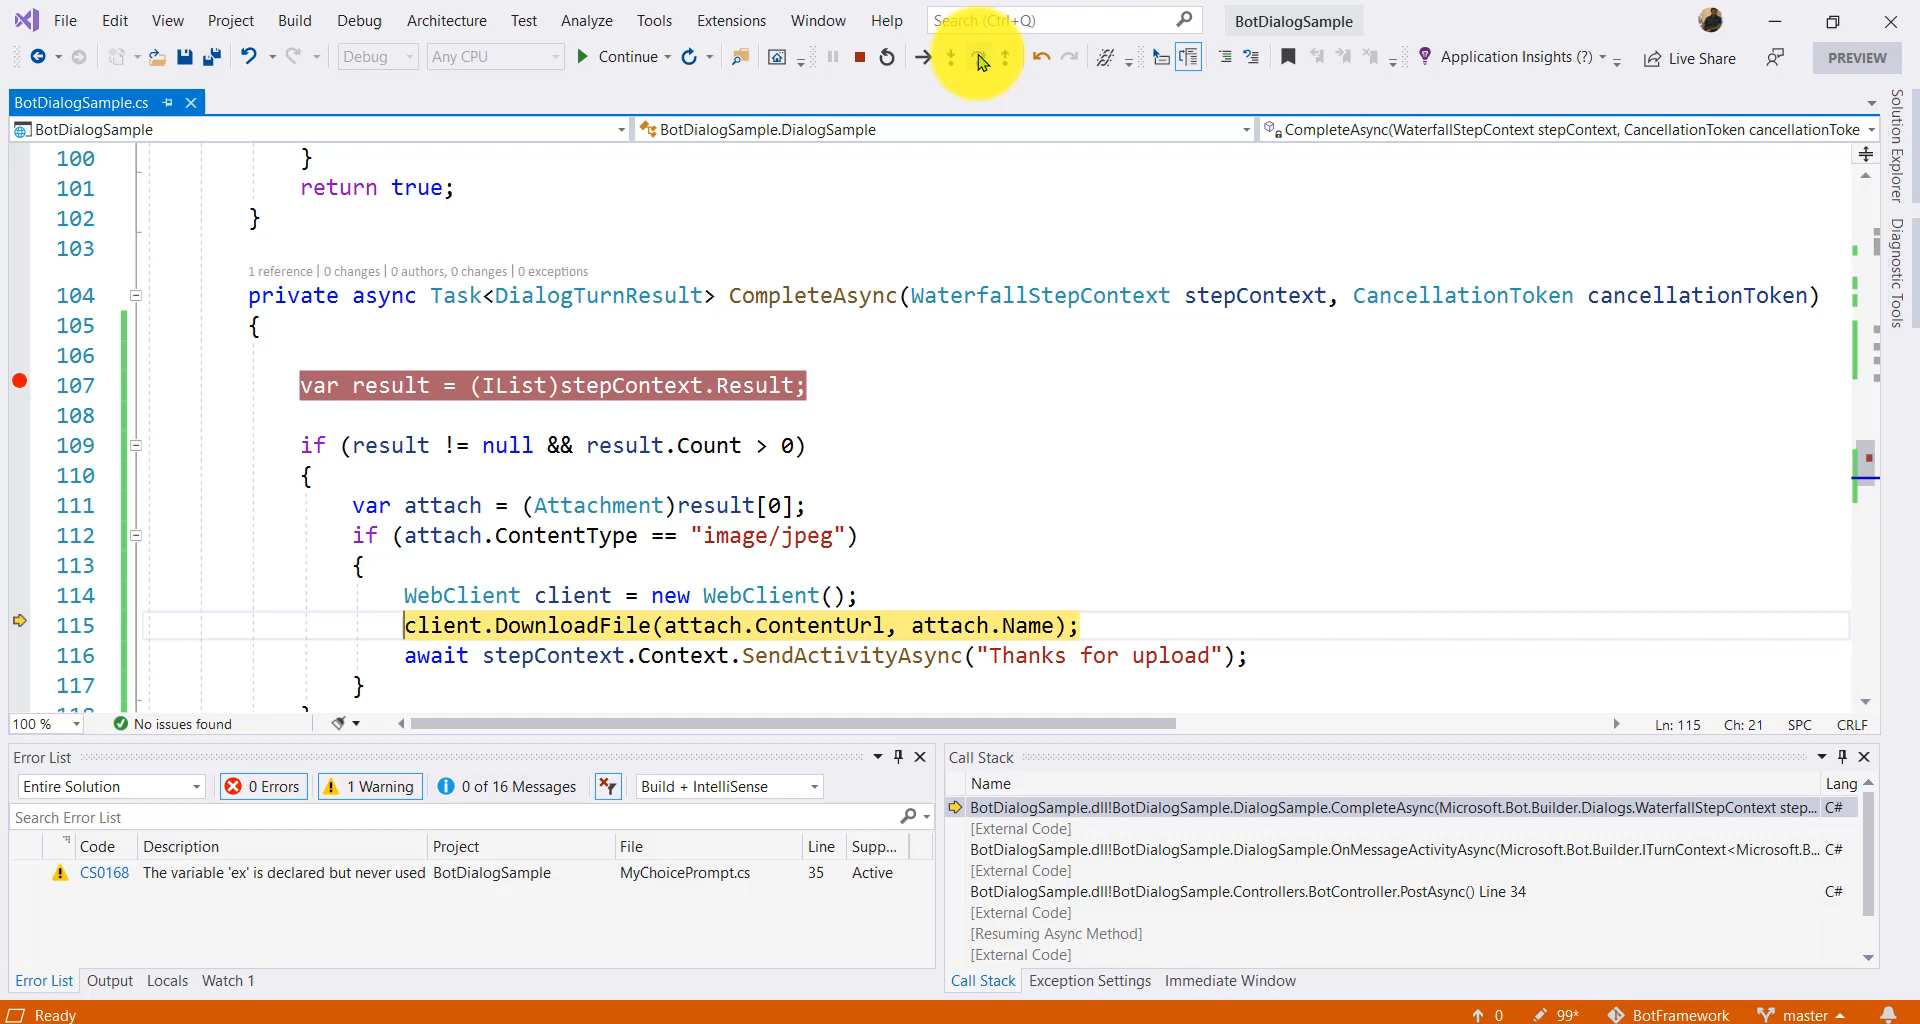 File Edit View Project Build Debug Architecture Test Analyze Tools Extensions Window Help Search (Ctrl+Q) BotDialogSample
Debug Any CPU Continue Application Insights (?) Live Share PREVIEW
BotDialogSample.cs
BotDialogSample BotDialogSample.DialogSample CompleteAsync(WaterfallStepContext stepContext, CancellationToken cancellationToke
100 }
101 return true;
102 }
103
1 reference | 0 changes | 0 authors, 0 changes | 0 exceptions
104 private async Task<DialogTurnResult> CompleteAsync(WaterfallStepContext stepContext, CancellationToken cancellationToken)
105 {
106
107 var result = (IList)stepContext.Result;
108
109 if (result != null && result.Count > 0)
110 {
111 var attach = (Attachment)result[0];
112 if (attach.ContentType == "image/jpeg")
113 {
114 WebClient client = new WebClient();
115 client.DownloadFile(attach.ContentUrl, attach.Name);
116 await stepContext.Context.SendActivityAsync("Thanks for upload");
117 }
100 % No issues found Ln: 115 Ch: 21 SPC CRLF
Solution Explorer
Diagnostic Tools
Error List
Entire Solution 0 Errors 1 Warning 0 of 16 Messages Build + IntelliSense
Search Error List
Code Description Project File Line Supp...
CS0168 The variable 'ex' is declared but never used BotDialogSample MyChoicePrompt.cs 35 Active
Error List Output Locals Watch 1
Call Stack
Name Lang
BotDialogSample.dll!BotDialogSample.DialogSample.CompleteAsync(Microsoft.Bot.Builder.Dialogs.WaterfallStepContext step... C#
[External Code]
BotDialogSample.dll!BotDialogSample.DialogSample.OnMessageActivityAsync(Microsoft.Bot.Builder.ITurnContext<Microsoft.B... C#
[External Code]
BotDialogSample.dll!BotDialogSample.Controllers.BotController.PostAsync() Line 34 C#
[External Code]
[Resuming Async Method]
[External Code]
Call Stack Exception Settings Immediate Window
Ready 0 99* BotFramework master